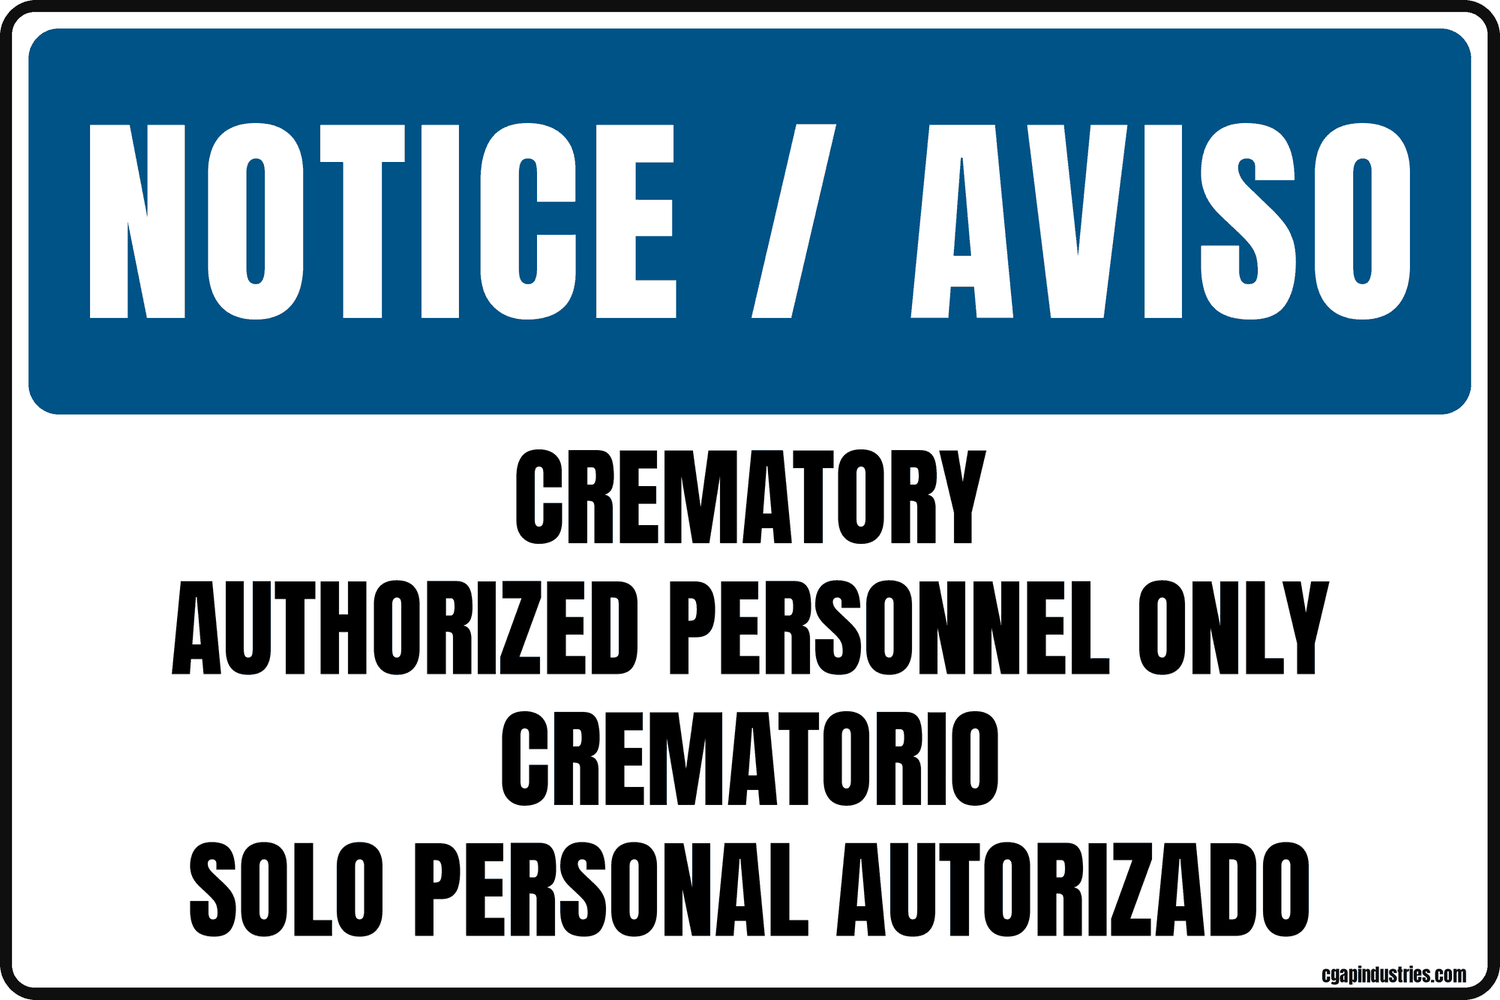 NOTICE / AVISO
CREMATORY
AUTHORIZED PERSONNEL ONLY
CREMATORIO
SOLO PERSONAL AUTORIZADO
cgapindustries.com